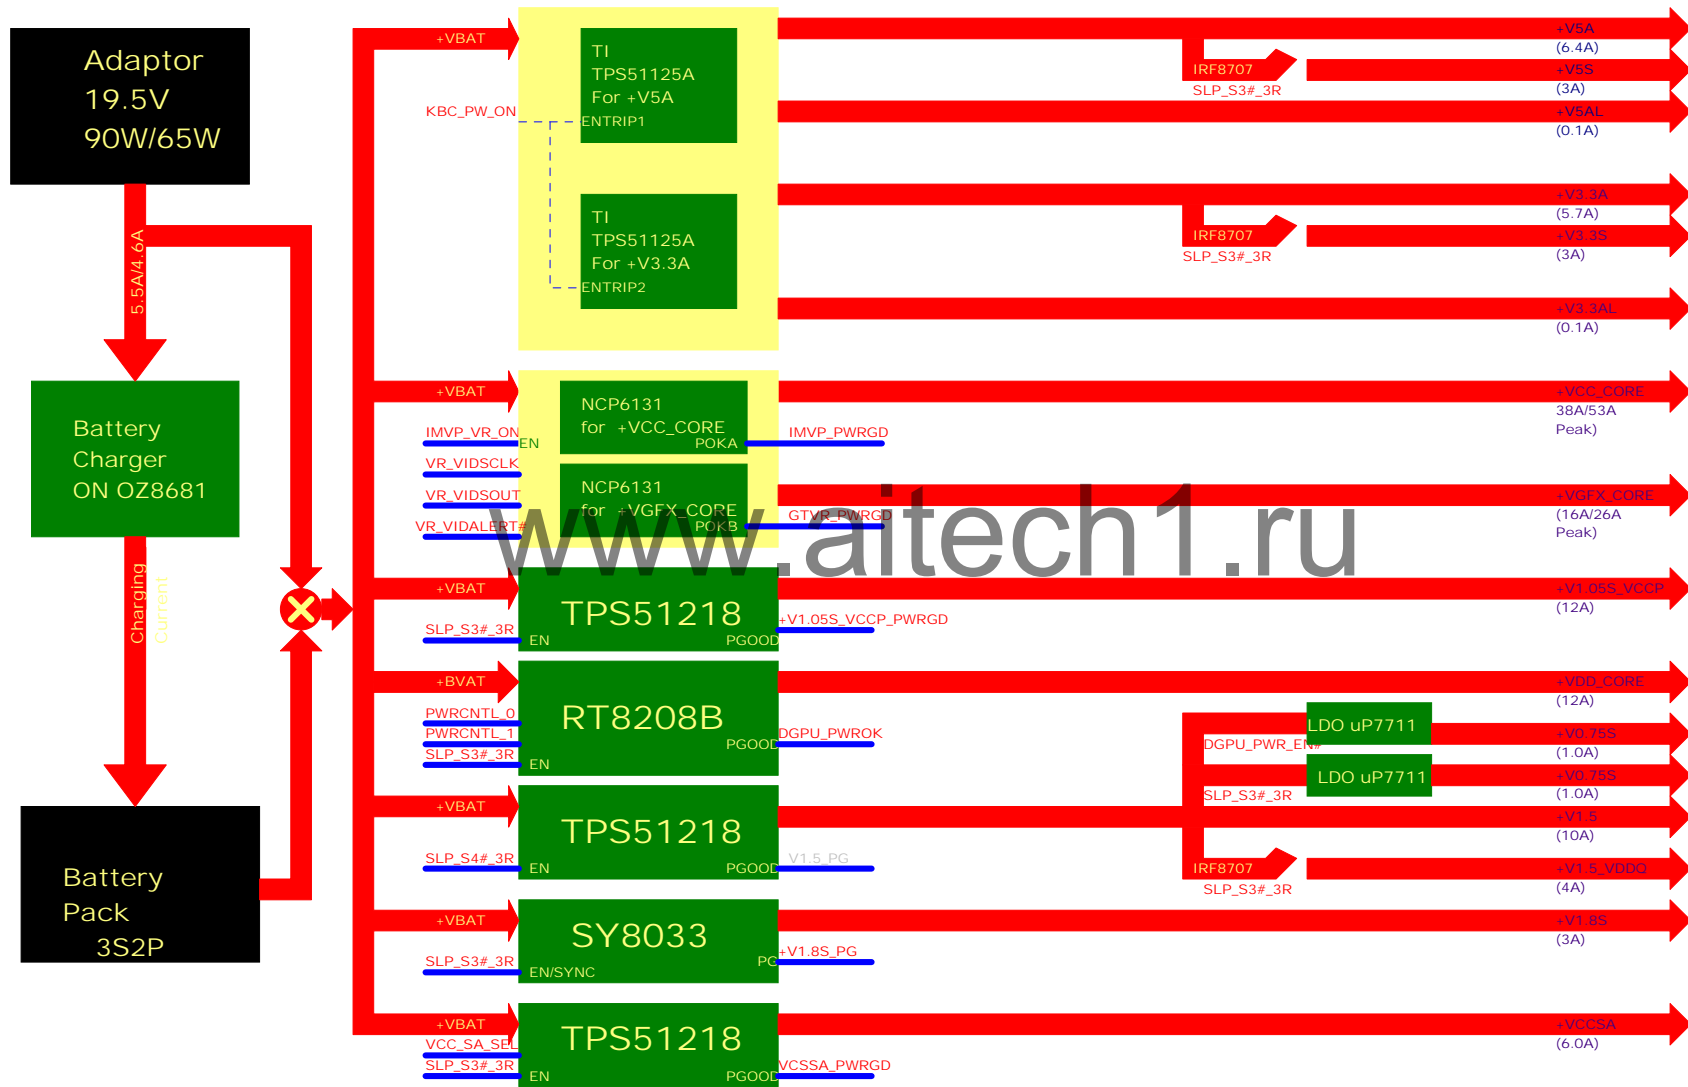 Adaptor
19.5V
90W/65W
5.5A/4.6A
Battery
Charger
ON OZ8681
Charging
Current
Battery
Pack
3S2P
+VBAT
KBC_PW_ON
TI
TPS51125A
For +V5A
ENTRIP1
TI
TPS51125A
For +V3.3A
ENTRIP2
+V5A
(6.4A)
IRF8707
SLP_S3#_3R
+V5S
(3A)
+V5AL
(0.1A)
+V3.3A
(5.7A)
IRF8707
SLP_S3#_3R
+V3.3S
(3A)
+V3.3AL
(0.1A)
+VBAT
IMVP_VR_ON
EN
VR_VIDSCLK
VR_VIDSOUT
VR_VIDALERT#
NCP6131
for +VCC_CORE
POKA
IMVP_PWRGD
NCP6131
for +VGFX_CORE
POKB
GTVR_PWRGD
+VCC_CORE
38A/53A
Peak)
+VGFX_CORE
(16A/26A
Peak)
www.aitech1.ru
+VBAT
SLP_S3#_3R
TPS51218
EN
PGOOD
+V1.05S_VCCP_PWRGD
+V1.05S_VCCP
(12A)
+BVAT
PWRCNTL_0
PWRCNTL_1
SLP_S3#_3R
RT8208B
EN
PGOOD
DGPU_PWROK
+VDD_CORE
(12A)
DGPU_PWR_EN#
LDO uP7711
+V0.75S
(1.0A)
SLP_S3#_3R
LDO uP7711
+V0.75S
(1.0A)
+VBAT
SLP_S4#_3R
TPS51218
EN
PGOOD
V1.5_PG
+V1.5
(10A)
IRF8707
SLP_S3#_3R
+V1.5_VDDQ
(4A)
+VBAT
SLP_S3#_3R
SY8033
EN/SYNC
PG
+V1.8S_PG
+V1.8S
(3A)
+VBAT
VCC_SA_SEL
SLP_S3#_3R
TPS51218
EN
PGOOD
VCSSA_PWRGD
+VCCSA
(6.0A)